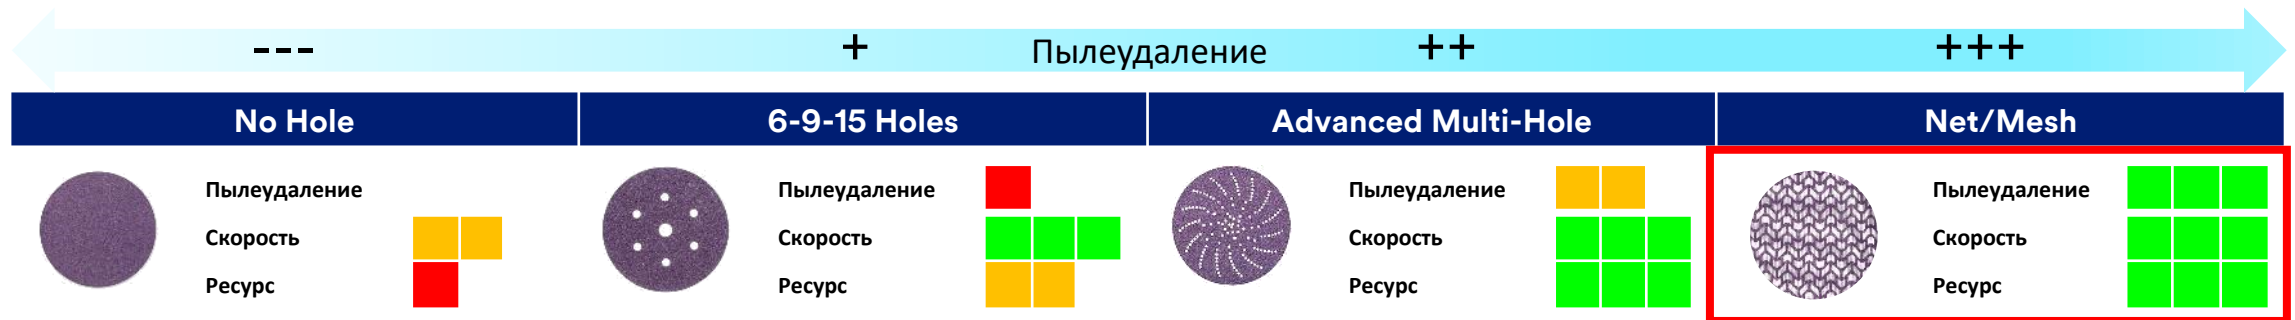 --- + Пылеудаление ++ +++
No Hole 6-9-15 Holes Advanced Multi-Hole Net/Mesh
Пылеудаление Пылеудаление Пылеудаление Пылеудаление
Скорость Скорость Скорость Скорость
Ресурс Ресурс Ресурс Ресурс